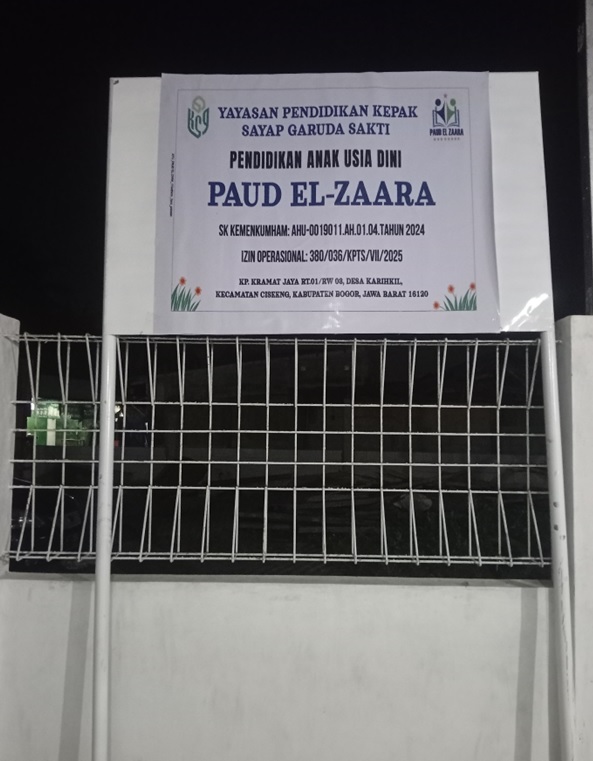 YAYASAN PENDIDIKAN KEPAK
SAYAP GARUDA SAKTI
PAUD EL ZAARA
PENDIDIKAN ANAK USIA DINI
PAUD EL-ZAARA
SK KEMENKUMHAM: AHU-0019011.AH.01.04.TAHUN 2024
IZIN OPERASIONAL: 380/036/KPTS/VII/2025
KP. KRAMAT JAYA RT.01/RW 08, DESA KARIHKIL,
KECAMATAN CISEENG, KABUPATEN BOGOR, JAWA BARAT 16120